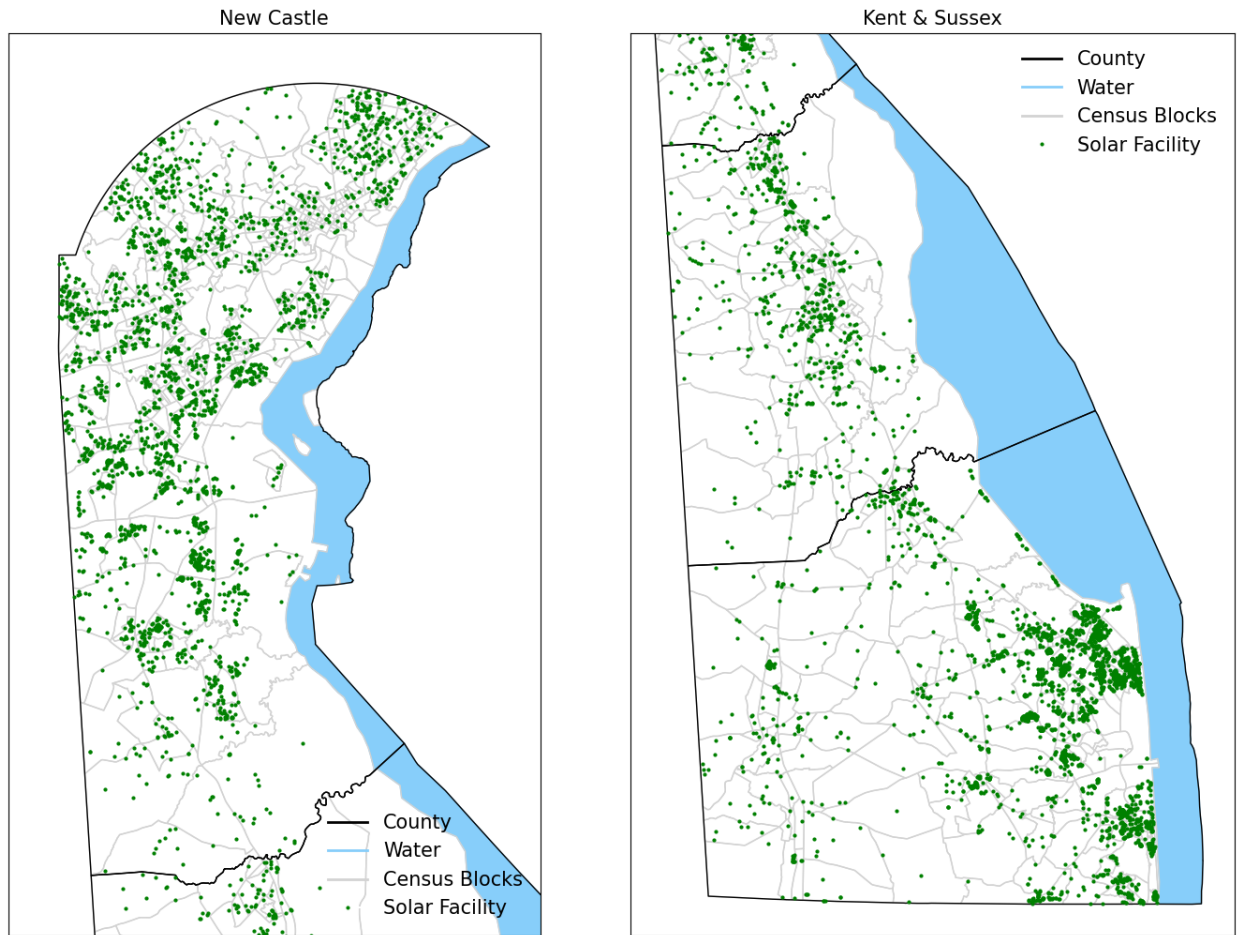 New Castle
County
Water
Census Blocks
Solar Facility
Kent & Sussex
County
Water
Census Blocks
Solar Facility